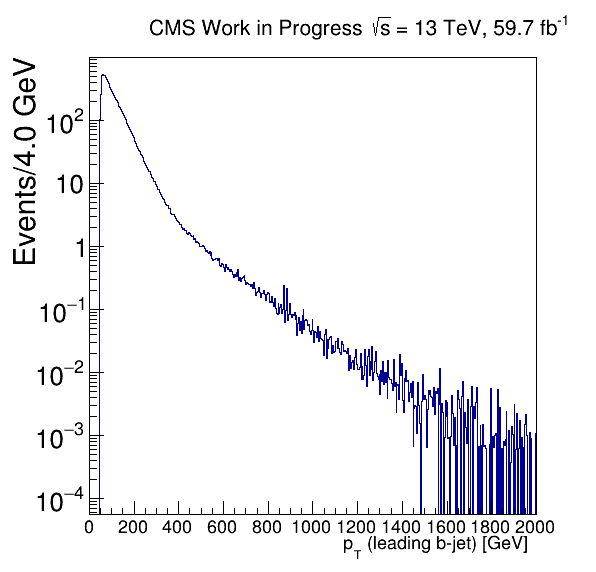 CMS Work in Progress √s = 13 TeV, 59.7 fb⁻¹
Events/4.0 GeV
10²
10
1
10⁻¹
10⁻²
10⁻³
10⁻⁴
0 200 400 600 800 1000 1200 1400 1600 1800 2000
p_T (leading b-jet) [GeV]